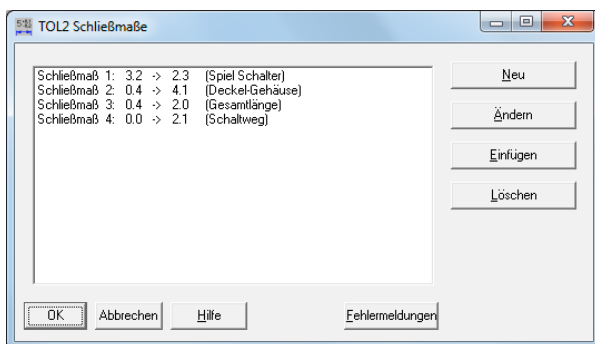 TOL2 Schließmaße
Schließmaß 1: 3.2 -> 2.3 (Spiel Schalter)
Schließmaß 2: 0.4 -> 4.1 (Deckel-Gehäuse)
Schließmaß 3: 0.4 -> 2.0 (Gesamtlänge)
Schließmaß 4: 0.0 -> 2.1 (Schaltweg)
Neu
Ändern
Einfügen
Löschen
OK Abbrechen Hilfe Fehlermeldungen